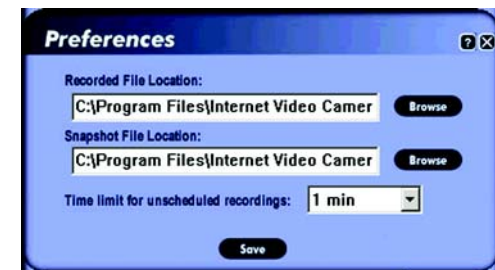 Preferences
? X
Recorded File Location:
C:\Program Files\Internet Video Camer Browse
Snapshot File Location:
C:\Program Files\Internet Video Camer Browse
Time limit for unscheduled recordings: 1 min
Save